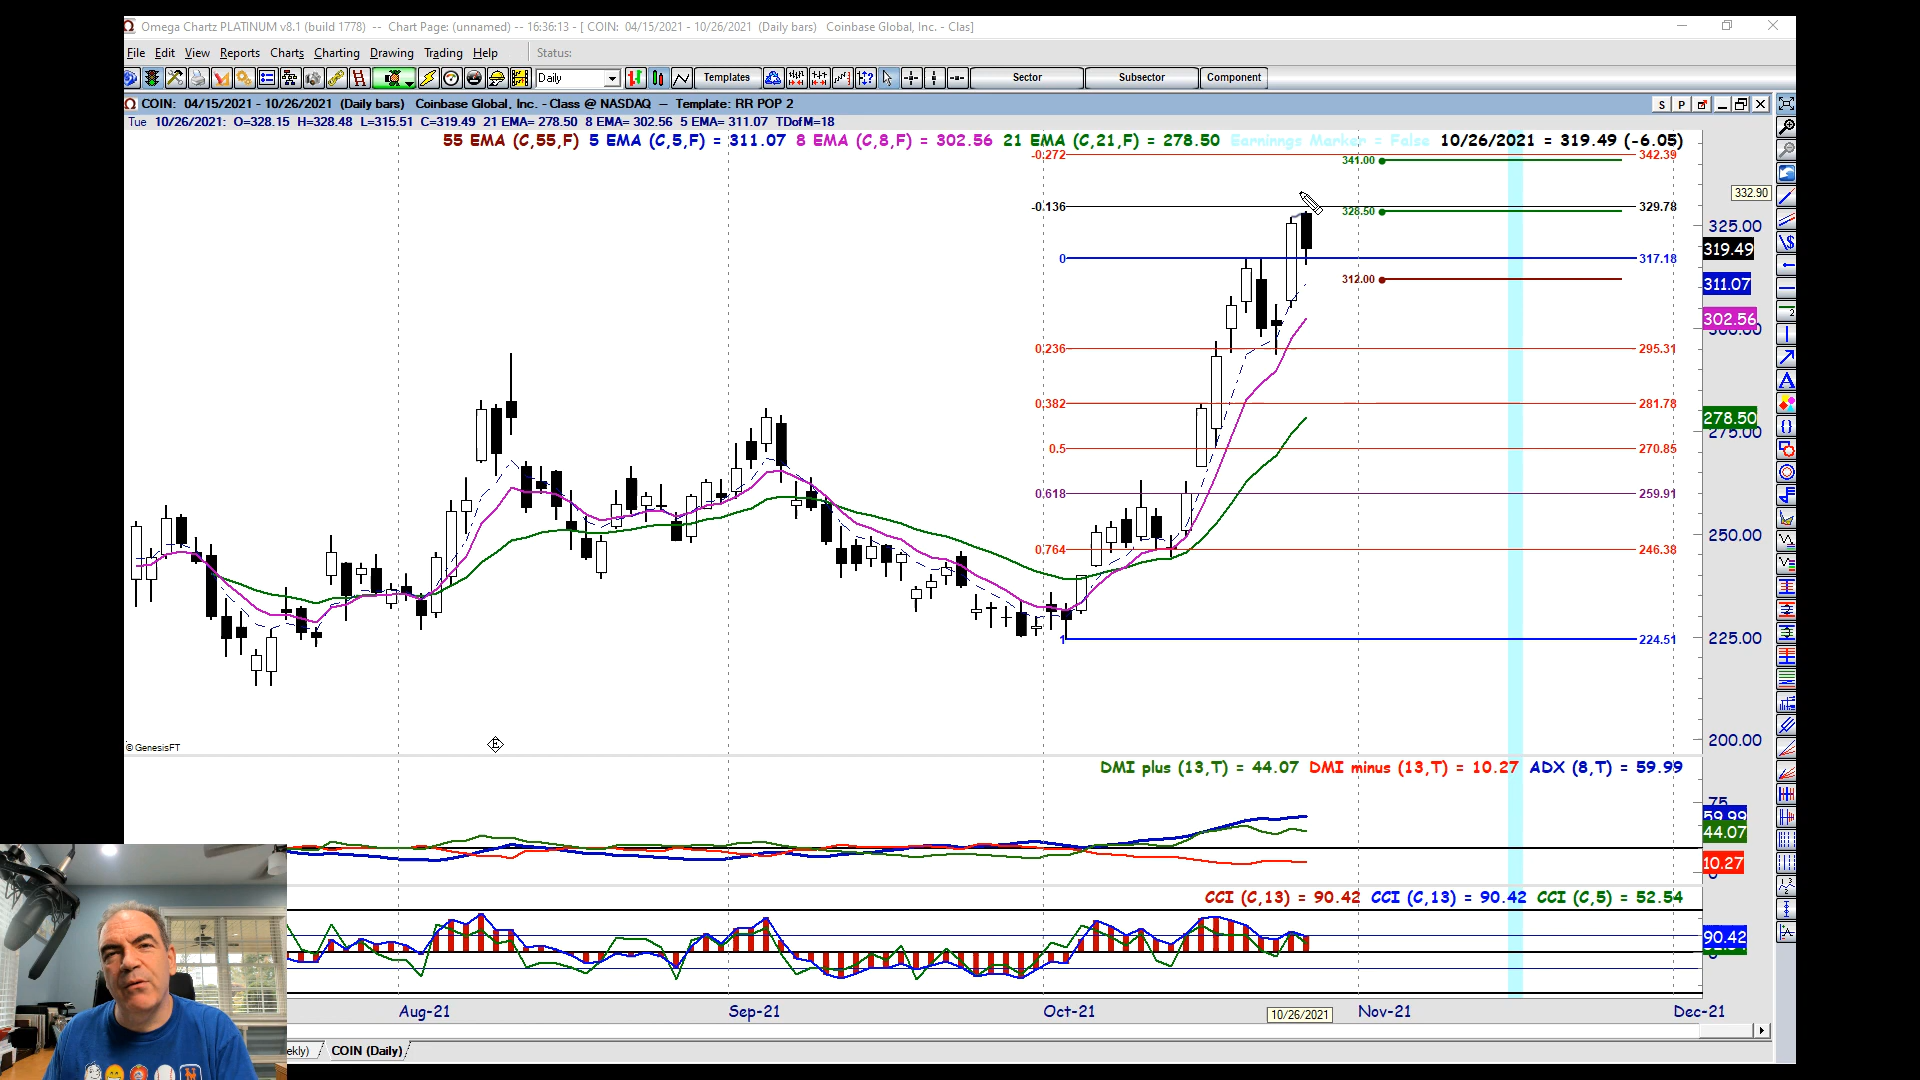 Omega Chartz PLATINUM v8.1 (build 1778) -- Chart Page: (unnamed) -- 16:36:13 - [ COIN: 04/15/2021 - 10/26/2021 (Daily bars) Coinbase Global, Inc. - Clas]
File Edit View Reports Charts Charting Drawing Trading Help Status:
Daily Templates Sector Subsector Component
COIN: 04/15/2021 - 10/26/2021 (Daily bars) Coinbase Global, Inc. - Class @ NASDAQ -- Template: RR POP 2 S P
Tue 10/26/2021: O=328.15 H=328.48 L=315.51 C=319.49 21 EMA= 278.50 8 EMA= 302.56 5 EMA= 311.07 TDofM=18
55 EMA (C,55,F) 5 EMA (C,5,F) = 311.07 8 EMA (C,8,F) = 302.56 21 EMA (C,21,F) = 278.50 Earninngs Marker = False 10/26/2021 = 319.49 (-6.05)
-0.272 342.39
341.00
332.90
-0.136 329.78
328.50
325.00
319.49
0 317.18
312.00
311.07
302.56
300.00
0.236 295.31
0.382 281.78
278.50
275.00
0.5 270.85
0.618 259.91
250.00
0.764 246.38
225.00
1 224.51
200.00
E
© GenesisFT
DMI plus (13,T) = 44.07 DMI minus (13,T) = 10.27 ADX (8,T) = 59.99
75
59.99
44.07
10.27
CCI (C,13) = 90.42 CCI (C,13) = 90.42 CCI (C,5) = 52.54
90.42
Aug-21 Sep-21 Oct-21 10/26/2021 Nov-21 Dec-21
ekly) COIN (Daily)